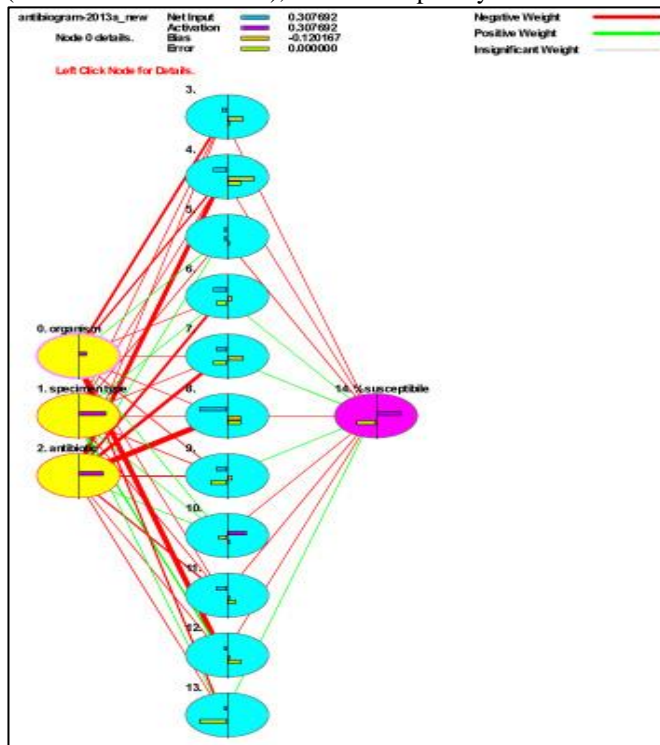 antibiogram-2013s_new
Node 0 details.
Net Input 0.307692
Activation 0.307692
Bias -0.120167
Error 0.000000
Negative Weight
Positive Weight
Insignificant Weight
Left Click Node for Details.
3.
4.
5.
6.
0. organism
7.
1. specimen type
8.
14. % susceptibile
2. antibiotic
9.
10.
11.
12.
13.